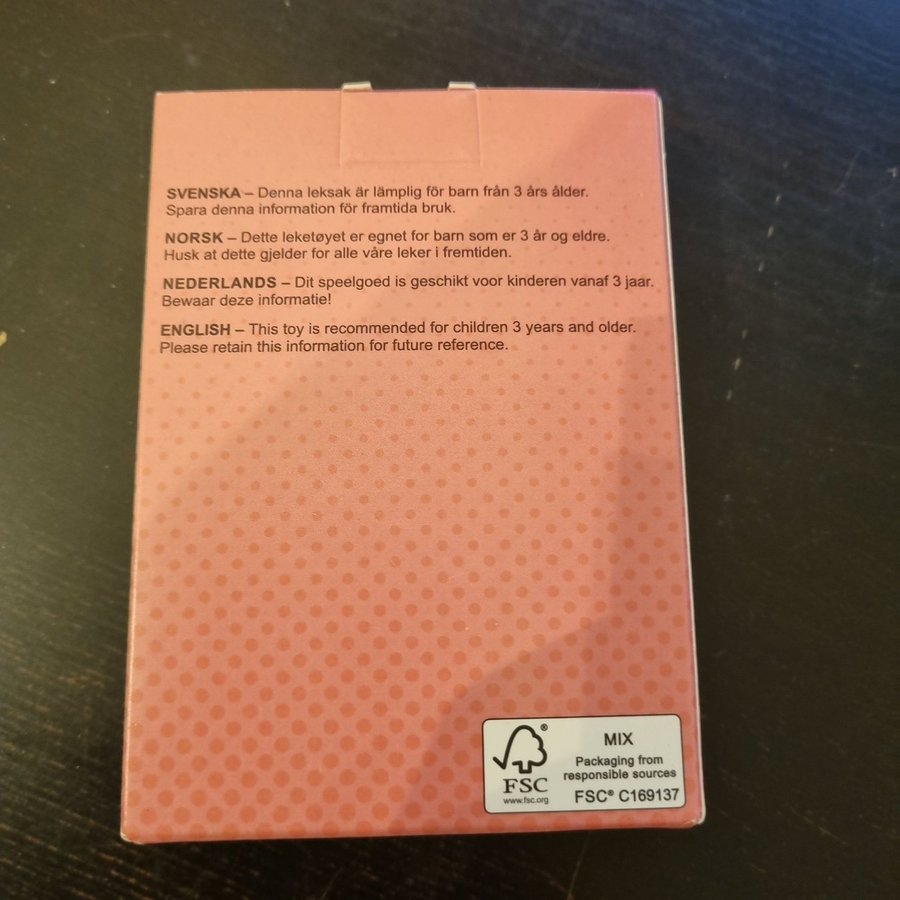 SVENSKA – Denna leksak är lämplig för barn från 3 års ålder.
Spara denna information för framtida bruk.
NORSK – Dette leketøyet er egnet for barn som er 3 år og eldre.
Husk at dette gjelder for alle våre leker i fremtiden.
NEDERLANDS – Dit speelgoed is geschikt voor kinderen vanaf 3 jaar.
Bewaar deze informatie!
ENGLISH – This toy is recommended for children 3 years and older.
Please retain this information for future reference.
®
FSC
www.fsc.org
MIX
Packaging from
responsible sources
FSC® C169137